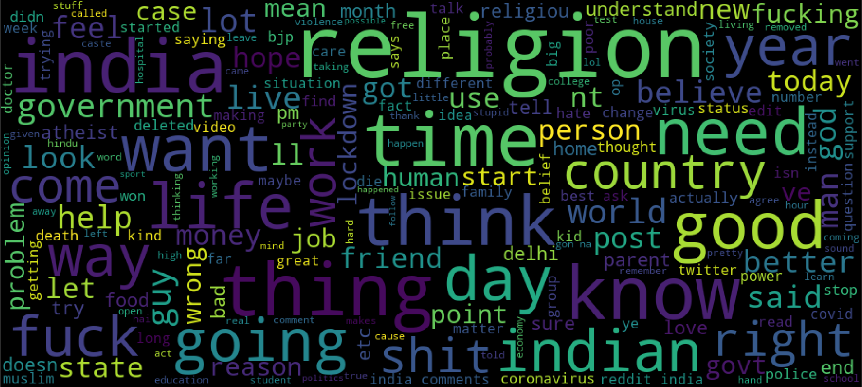 stuff called violence possible free talk test house understand new fucking
didn case lot mean month religiou
week started feel religion says place society living removed went year
trying saying bjp care poor probably
caste hope leave taking big lol believe today
doctor india hospital situation got different college op
government live name pm use nt tell hate change virus status edit
making find fact little idea stupid person number god
given atheist deleted video party thank time home thought need instead support
opinion hindu look want ll happen human start country isn question
word sport lockdown die belief best ask actually ve man
come won maybe happened issue family agree hour
away thinking working life work think world post
problem help money follow kid parent better coming sound
death left kind mind job hard friend delhi good
getting way far great gon na twitter power pretty
let high guy wrong thing day group remember know learn said stop
food bad point
try open hai real comment makes matter sure ye love read covid
fuck long going etc cause shit indian right
state act reason told economy govt police end
doesn education student politics true india comments coronavirus reddit india hand school
muslim